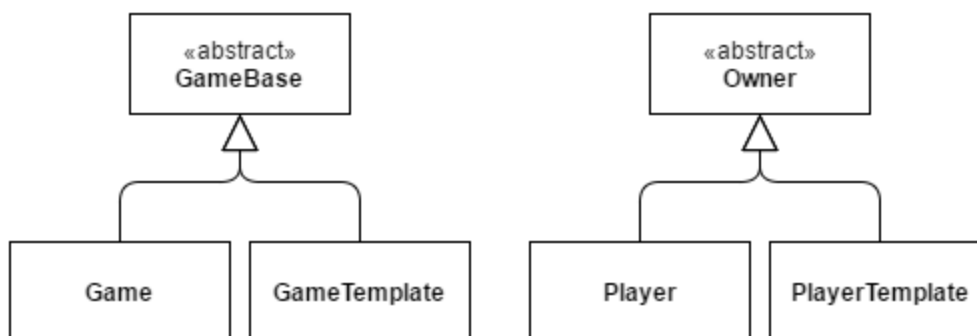 «abstract»
GameBase
«abstract»
Owner
Game
GameTemplate
Player
PlayerTemplate